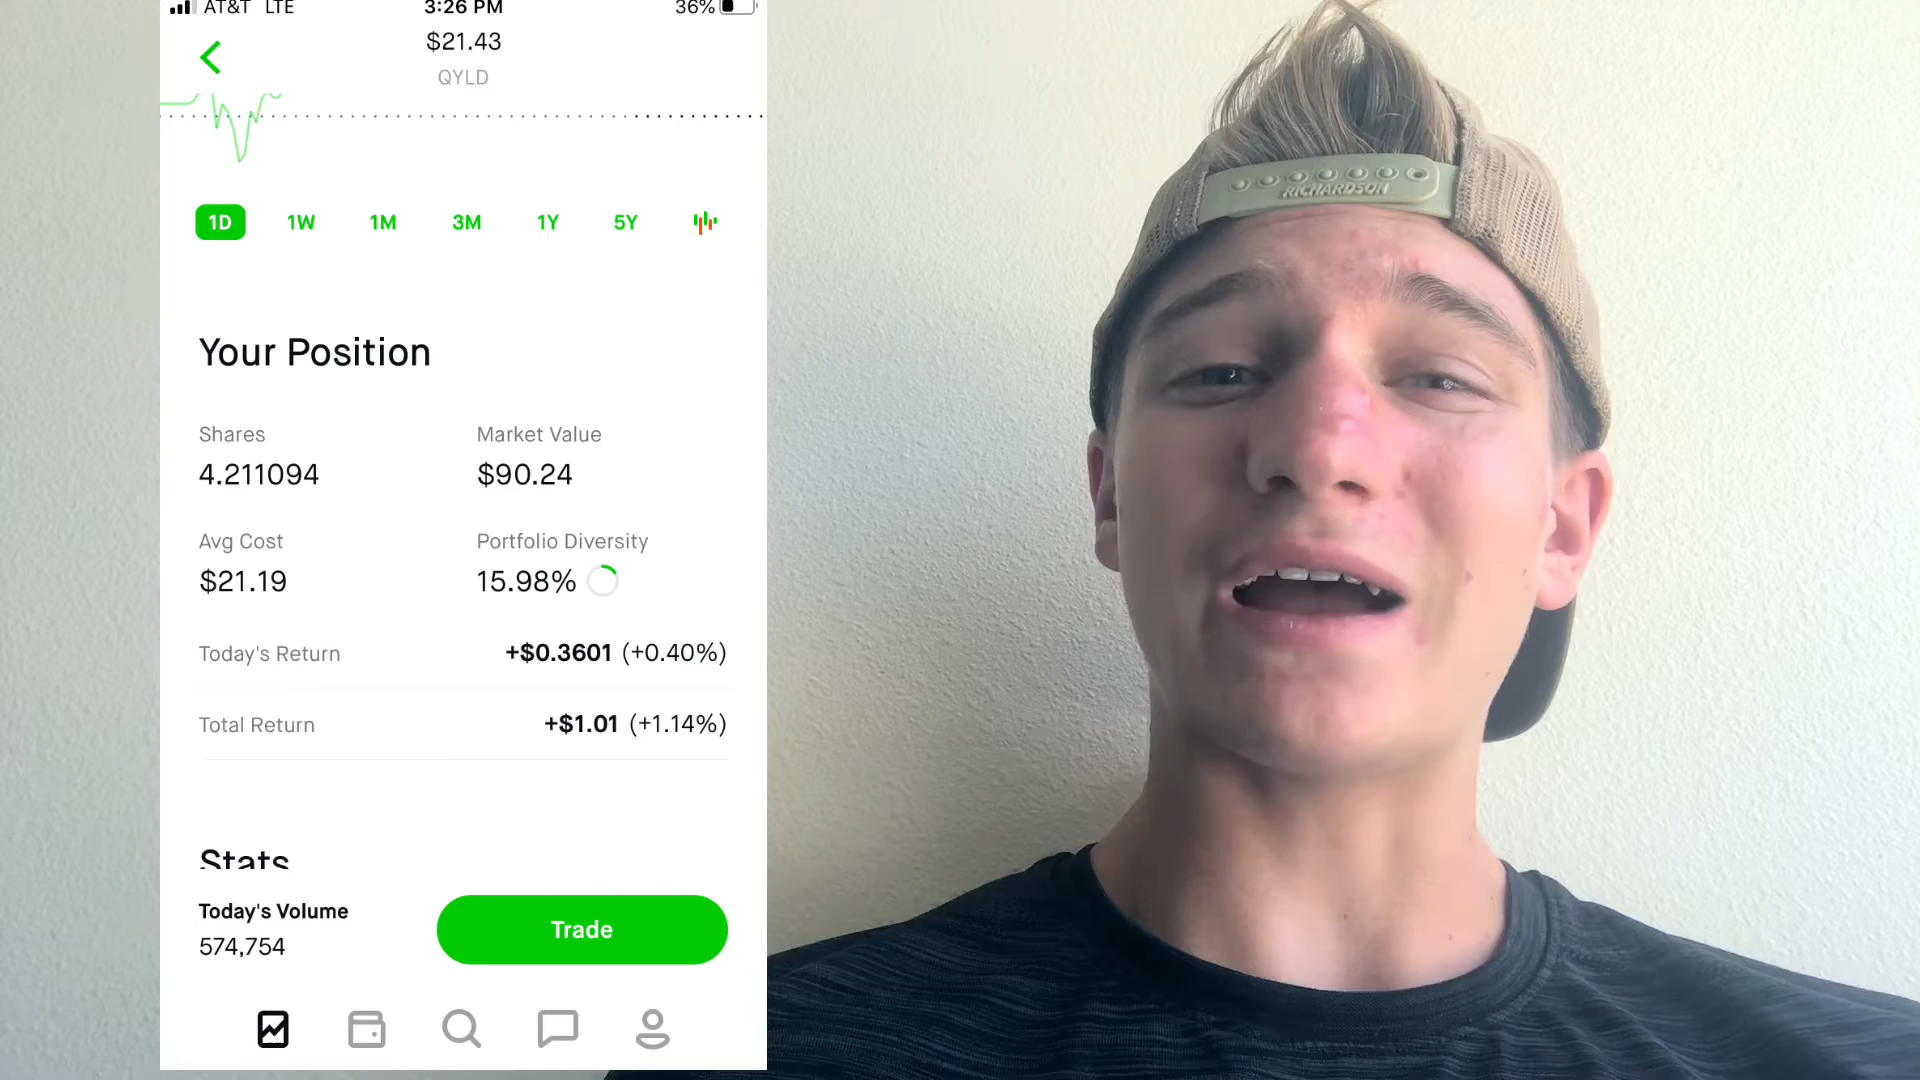 AT&T LTE 3:26 PM 36%
$21.43
QYLD
1D 1W 1M 3M 1Y 5Y
Your Position
Shares Market Value
4.211094 $90.24
Avg Cost Portfolio Diversity
$21.19 15.98%
Today's Return +$0.3601 (+0.40%)
Total Return +$1.01 (+1.14%)
Stats
Today's Volume
574,754
Trade
RICHARDSON